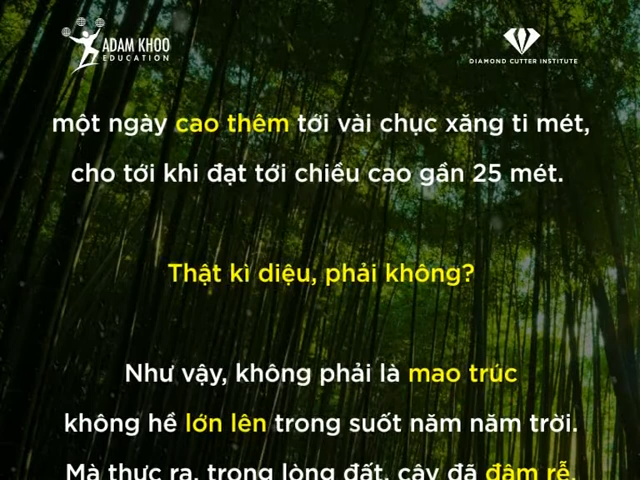 ADAM KHOO
EDUCATION
DIAMOND CUTTER INSTITUTE
một ngày cao thêm tới vài chục xăng ti mét,
cho tới khi đạt tới chiều cao gần 25 mét.
Thật kì diệu, phải không?
Như vậy, không phải là mao trúc
không hề lớn lên trong suốt năm năm trời.
Mà thực ra, trong lòng đất, cây đã đâm rễ,